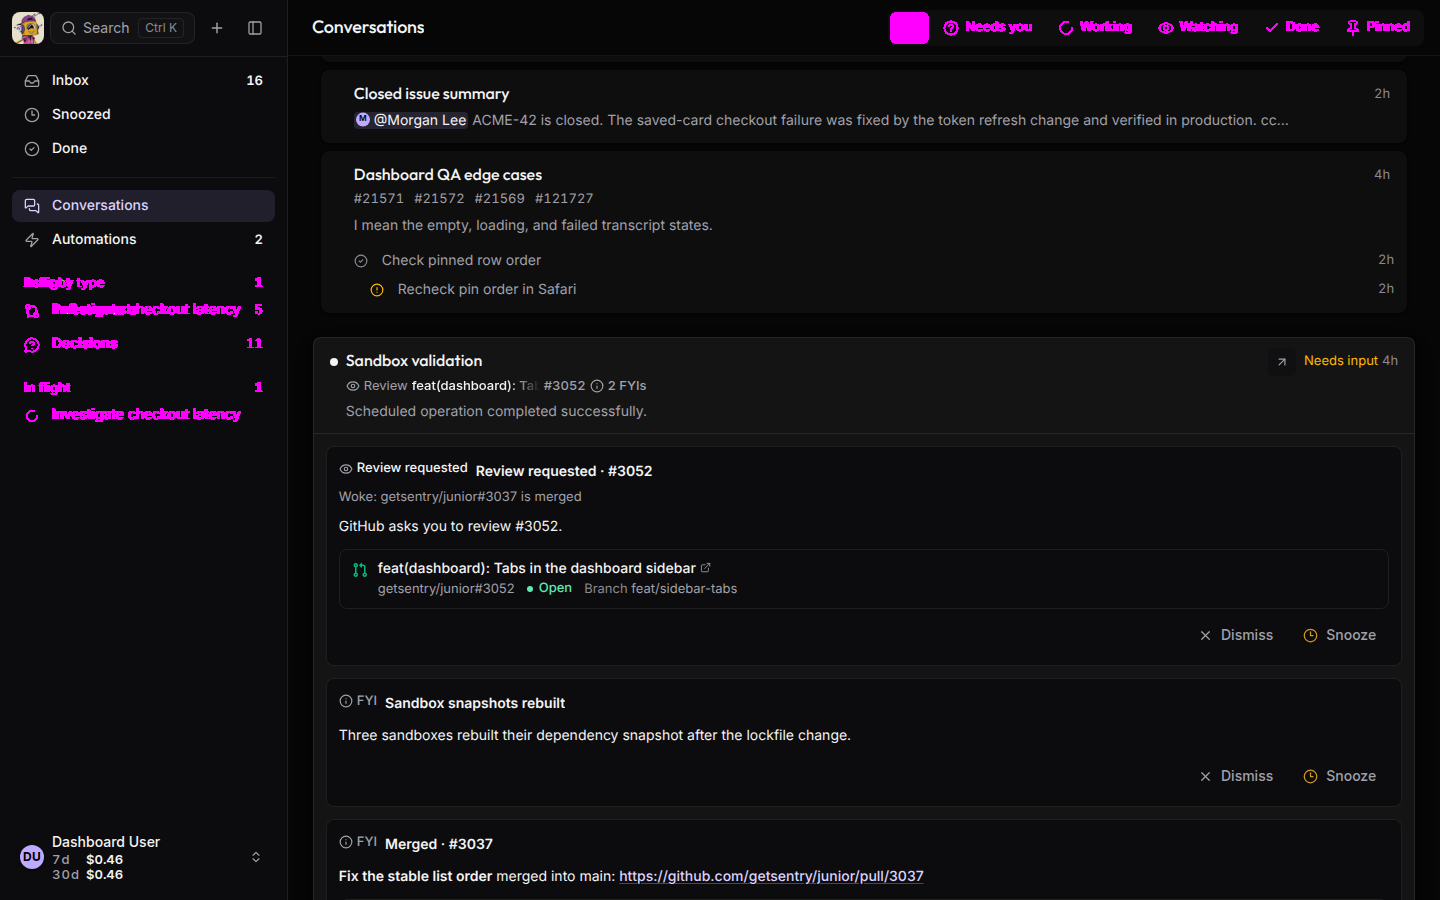 Search Ctrl K
Conversations
Needs you
Working
Watching
Done
Pinned
Inbox 16
Snoozed
Done
Conversations
Automations 2
type 1
checkout latency 5
Decisions 11
In flight 1
Investigate checkout latency
Closed issue summary 2h
M @Morgan Lee ACME-42 is closed. The saved-card checkout failure was fixed by the token refresh change and verified in production. cc...
Dashboard QA edge cases 4h
#21571 #21572 #21569 #121727
I mean the empty, loading, and failed transcript states.
Check pinned row order 2h
Recheck pin order in Safari 2h
Sandbox validation Needs input 4h
Review feat(dashboard): Tal #3052 2 FYIs
Scheduled operation completed successfully.
Review requested Review requested · #3052
Woke: getsentry/junior#3037 is merged
GitHub asks you to review #3052.
feat(dashboard): Tabs in the dashboard sidebar
getsentry/junior#3052 Open Branch feat/sidebar-tabs
Dismiss Snooze
FYI Sandbox snapshots rebuilt
Three sandboxes rebuilt their dependency snapshot after the lockfile change.
Dismiss Snooze
FYI Merged · #3037
Fix the stable list order merged into main: https://github.com/getsentry/junior/pull/3037
DU Dashboard User
7d $0.46
30d $0.46